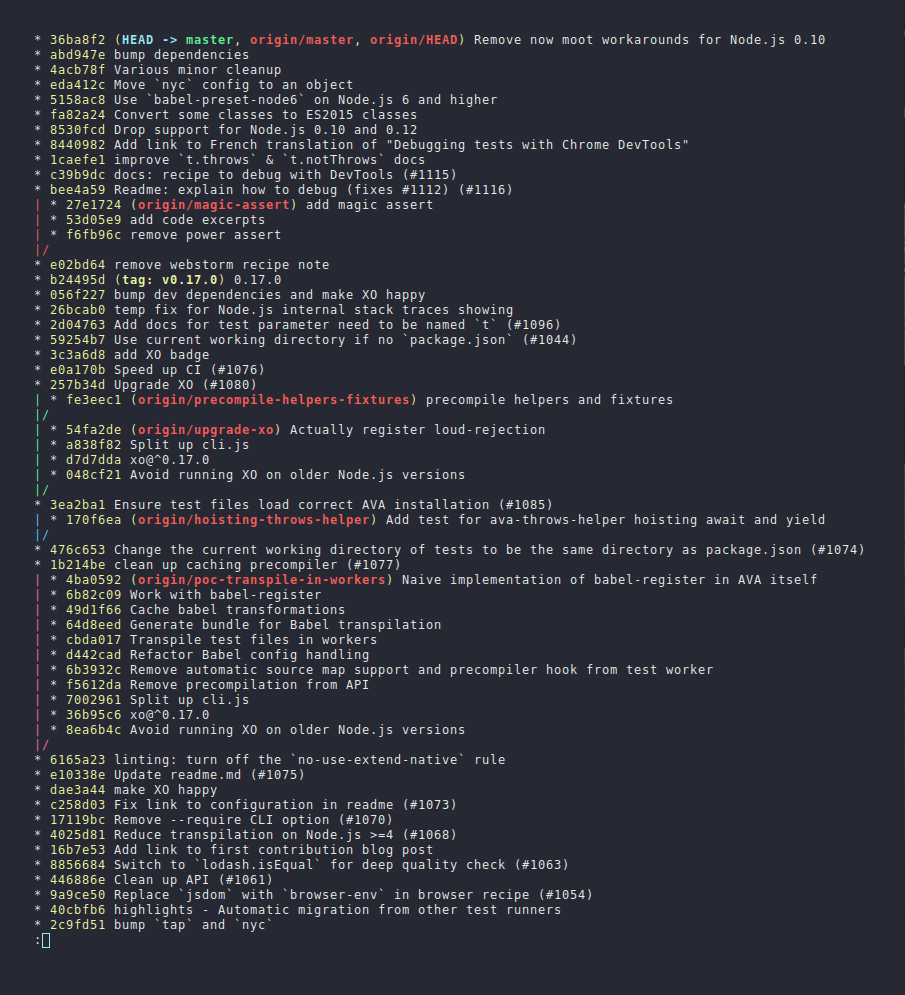 * 36ba8f2 (HEAD -> master, origin/master, origin/HEAD) Remove now moot workarounds for Node.js 0.10
* abd947e bump dependencies
* 4acb78f Various minor cleanup
* eda412c Move `nyc` config to an object
* 5158ac8 Use `babel-preset-node6` on Node.js 6 and higher
* fa82a24 Convert some classes to ES2015 classes
* 8530fcd Drop support for Node.js 0.10 and 0.12
* 8440982 Add link to French translation of "Debugging tests with Chrome DevTools"
* 1caefe1 improve `t.throws` & `t.notThrows` docs
* c39b9dc docs: recipe to debug with DevTools (#1115)
* bee4a59 Readme: explain how to debug (fixes #1112) (#1116)
| * 27e1724 (origin/magic-assert) add magic assert
| * 53d05e9 add code excerpts
| * f6fb96c remove power assert
|/
* e02bd64 remove webstorm recipe note
* b24495d (tag: v0.17.0) 0.17.0
* 056f227 bump dev dependencies and make XO happy
* 26bcab0 temp fix for Node.js internal stack traces showing
* 2d04763 Add docs for test parameter need to be named `t` (#1096)
* 59254b7 Use current working directory if no `package.json` (#1044)
* 3c3a6d8 add XO badge
* e0a170b Speed up CI (#1076)
* 257b34d Upgrade XO (#1080)
| * fe3eec1 (origin/precompile-helpers-fixtures) precompile helpers and fixtures
|/
| * 54fa2de (origin/upgrade-xo) Actually register loud-rejection
| * a838f82 Split up cli.js
| * d7d7dda xo@^0.17.0
| * 048cf21 Avoid running XO on older Node.js versions
|/
* 3ea2ba1 Ensure test files load correct AVA installation (#1085)
| * 170f6ea (origin/hoisting-throws-helper) Add test for ava-throws-helper hoisting await and yield
|/
* 476c653 Change the current working directory of tests to be the same directory as package.json (#1074)
* 1b214be clean up caching precompiler (#1077)
| * 4ba0592 (origin/poc-transpile-in-workers) Naive implementation of babel-register in AVA itself
| * 6b82c09 Work with babel-register
| * 49d1f66 Cache babel transformations
| * 64d8eed Generate bundle for Babel transpilation
| * cbda017 Transpile test files in workers
| * d442cad Refactor Babel config handling
| * 6b3932c Remove automatic source map support and precompiler hook from test worker
| * f5612da Remove precompilation from API
| * 7002961 Split up cli.js
| * 36b95c6 xo@^0.17.0
| * 8ea6b4c Avoid running XO on older Node.js versions
|/
* 6165a23 linting: turn off the `no-use-extend-native` rule
* e10338e Update readme.md (#1075)
* dae3a44 make XO happy
* c258d03 Fix link to configuration in readme (#1073)
* 17119bc Remove --require CLI option (#1070)
* 4025d81 Reduce transpilation on Node.js >=4 (#1068)
* 16b7e53 Add link to first contribution blog post
* 8856684 Switch to `lodash.isEqual` for deep quality check (#1063)
* 446886e Clean up API (#1061)
* 9a9ce50 Replace `jsdom` with `browser-env` in browser recipe (#1054)
* 40cbfb6 highlights - Automatic migration from other test runners
* 2c9fd51 bump `tap` and `nyc`
: